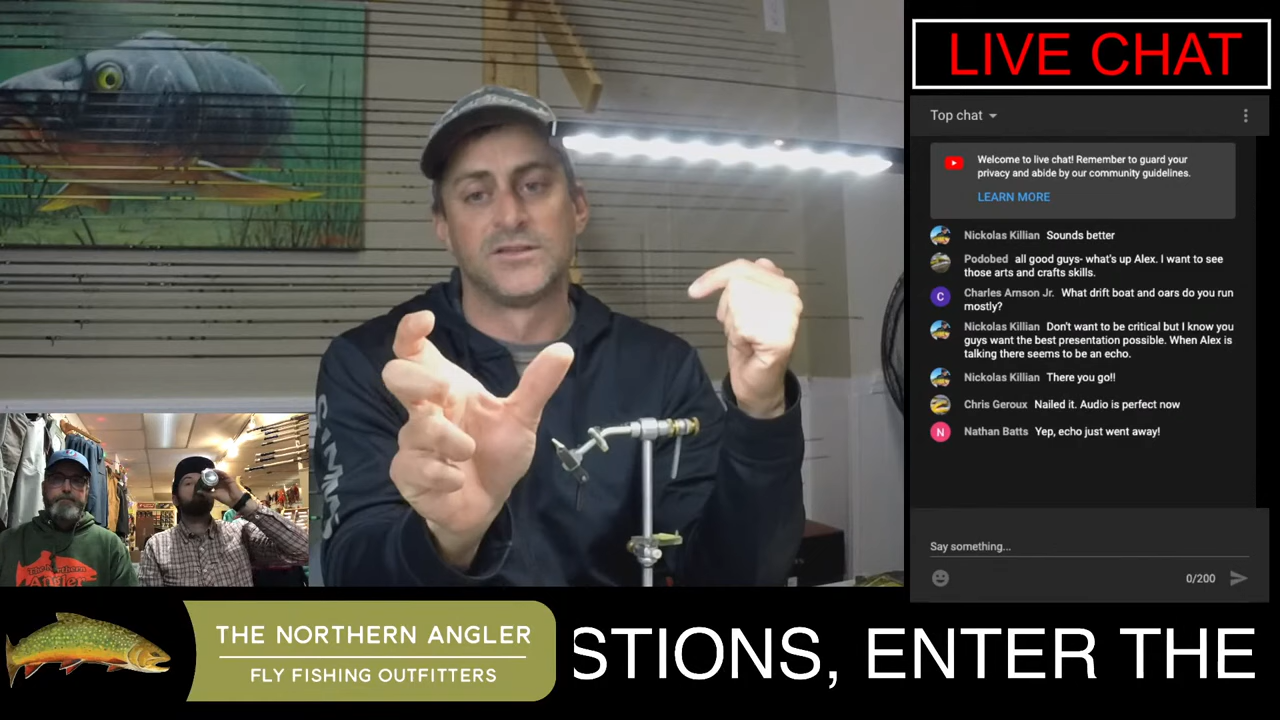 LIVE CHAT
Top chat
Welcome to live chat! Remember to guard your
privacy and abide by our community guidelines.
LEARN MORE
Nickolas Killian Sounds better
Podobed all good guys- what's up Alex. I want to see
those arts and crafts skills.
C
Charles Arnson Jr. What drift boat and oars do you run
mostly?
Nickolas Killian Don't want to be critical but I know you
guys want the best presentation possible. When Alex is
talking there seems to be an echo.
Nickolas Killian There you go!!
Chris Geroux Nailed it. Audio is perfect now
N
Nathan Batts Yep, echo just went away!
Say something...
0/200
SIMMS
The Northern
Angler
THE NORTHERN ANGLER
FLY FISHING OUTFITTERS
STIONS, ENTER THE